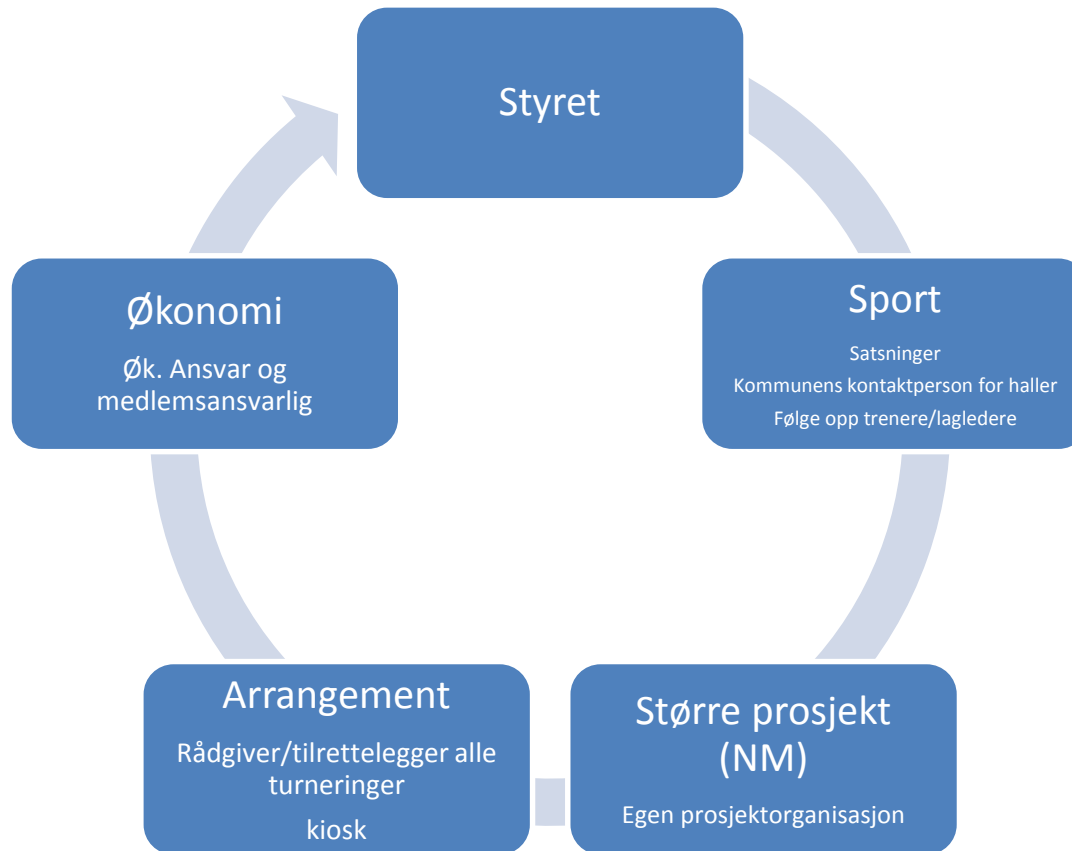 Styret
Sport
Satsninger
Kommunens kontaktperson for haller
Følge opp trenere/lagledere
Større prosjekt
(NM)
Egen prosjektorganisasjon
Arrangement
Rådgiver/tilrettelegger alle
turneringer
kiosk
Økonomi
Øk. Ansvar og
medlemsansvarlig